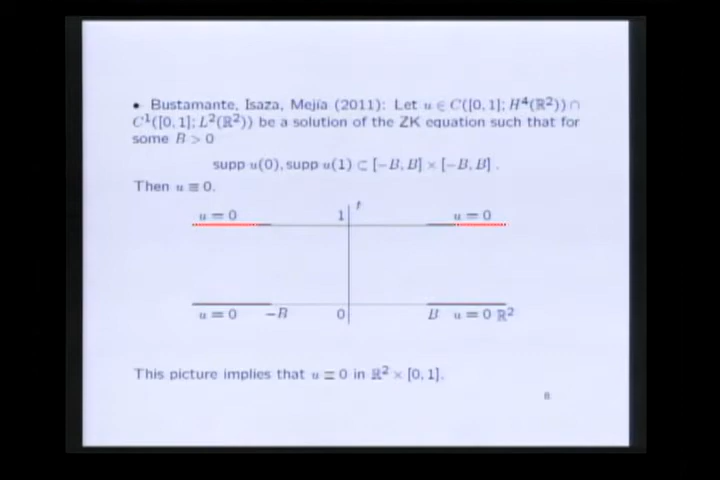 • Bustamante, Isaza, Mejía (2011): Let u ∈ C([0, 1]; H⁴(ℝ²)) ∩
C¹([0, 1]; L²(ℝ²)) be a solution of the ZK equation such that for
some B > 0
supp u(0), supp u(1) ⊂ [−B, B] × [−B, B] .
Then u ≡ 0.
t
u = 0 1 u = 0
u = 0 −B 0 B u = 0 ℝ²
This picture implies that u ≡ 0 in ℝ² × [0, 1].
8